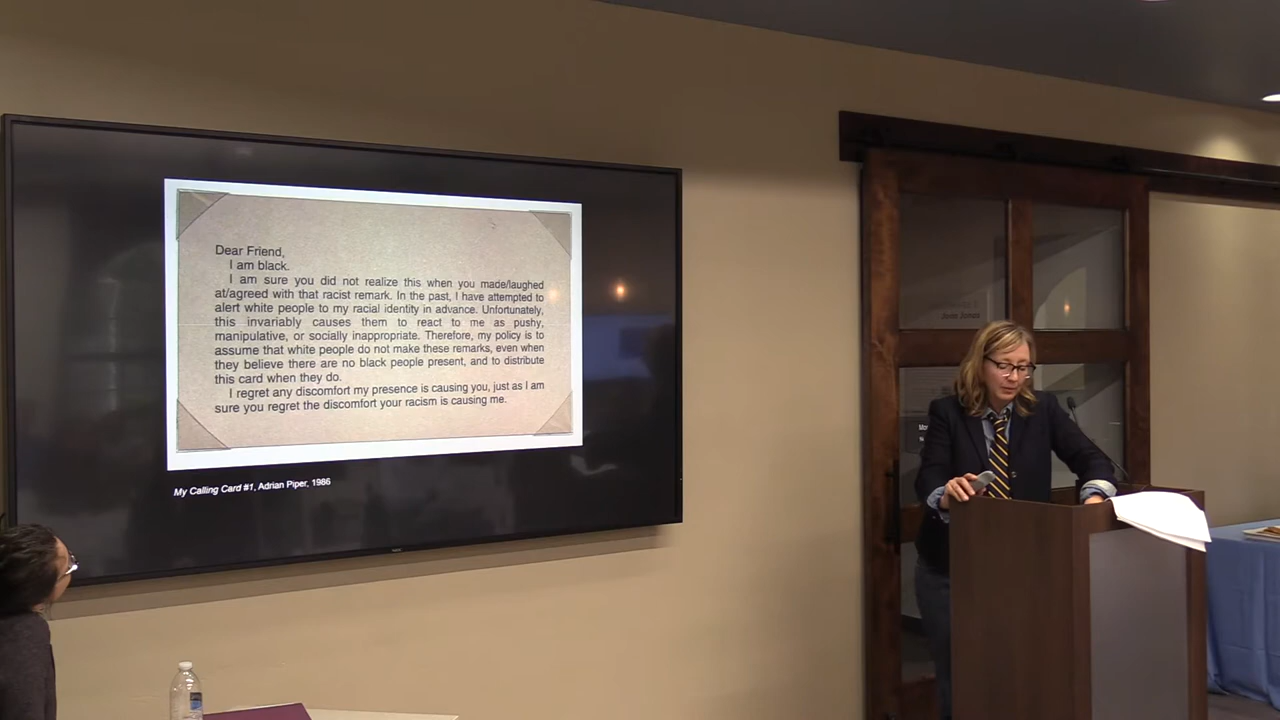 Dear Friend,
I am black.
I am sure you did not realize this when you made/laughed
at/agreed with that racist remark. In the past, I have attempted to
alert white people to my racial identity in advance. Unfortunately,
this invariably causes them to react to me as pushy,
manipulative, or socially inappropriate. Therefore, my policy is to
assume that white people do not make these remarks, even when
they believe there are no black people present, and to distribute
this card when they do.
I regret any discomfort my presence is causing you, just as I am
sure you regret the discomfort your racism is causing me.
My Calling Card #1, Adrian Piper, 1986